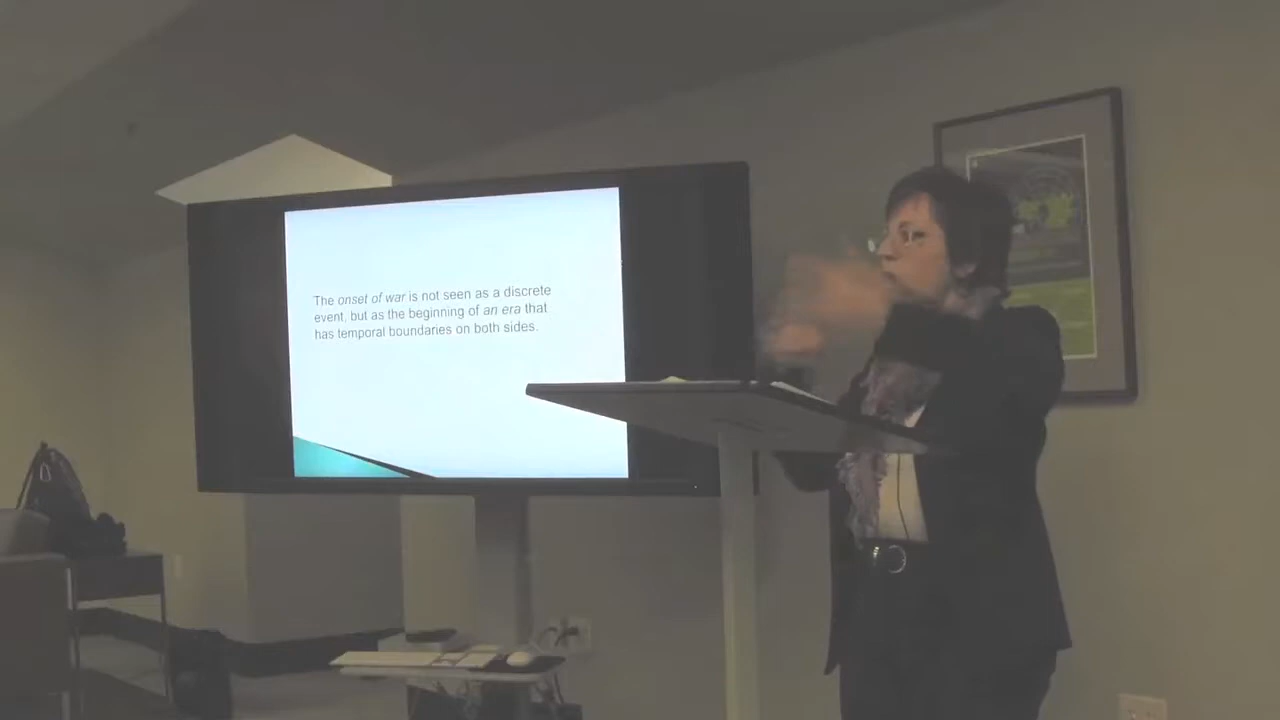 The onset of war is not seen as a discrete
event, but as the beginning of an era that
has temporal boundaries on both sides.